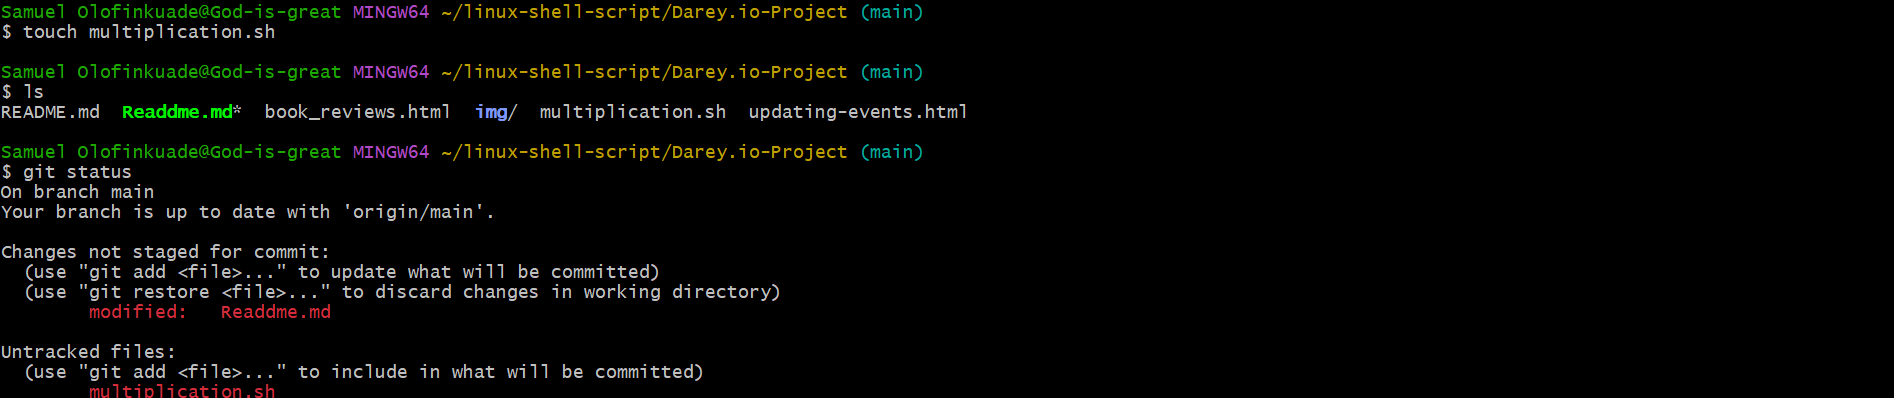 Samuel Olofinkuade@God-is-great MINGW64 ~/linux-shell-script/Darey.io-Project (main)
$ touch multiplication.sh
Samuel Olofinkuade@God-is-great MINGW64 ~/linux-shell-script/Darey.io-Project (main)
$ ls
README.md  Readdme.md*  book_reviews.html  img/  multiplication.sh  updating-events.html
Samuel Olofinkuade@God-is-great MINGW64 ~/linux-shell-script/Darey.io-Project (main)
$ git status
On branch main
Your branch is up to date with 'origin/main'.
Changes not staged for commit:
  (use "git add <file>..." to update what will be committed)
  (use "git restore <file>..." to discard changes in working directory)
        modified:   Readdme.md
Untracked files:
  (use "git add <file>..." to include in what will be committed)
        multiplication.sh